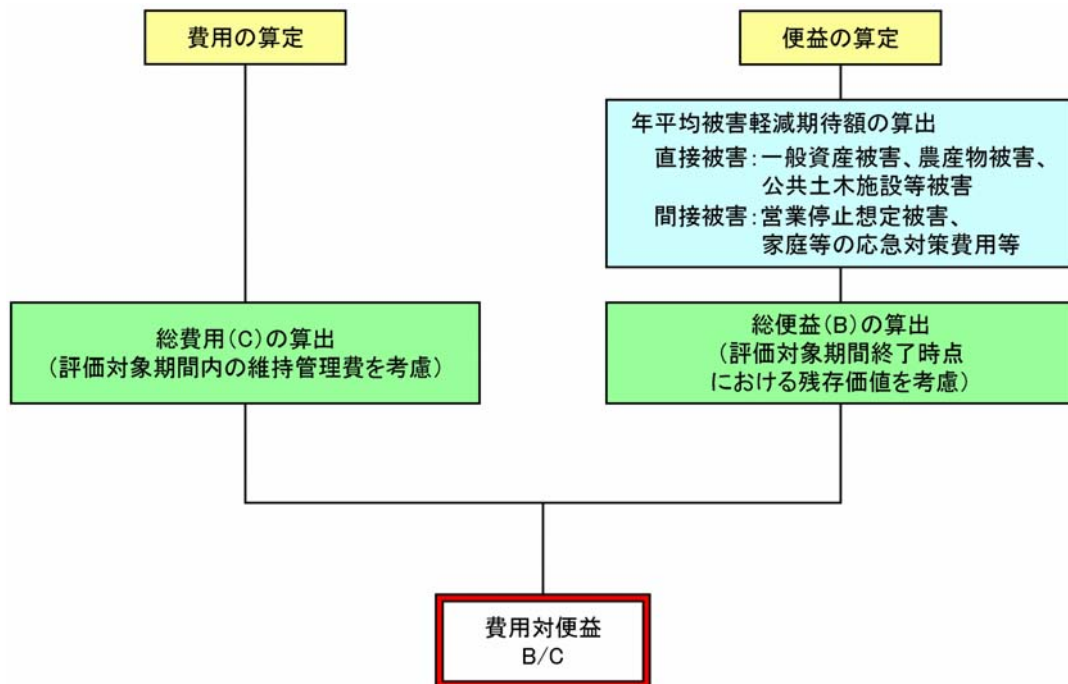 費用の算定
便益の算定
年平均被害軽減期待額の算出
直接被害：一般資産被害、農産物被害、
公共土木施設等被害
間接被害：営業停止想定被害、
家庭等の応急対策費用等
総費用（C）の算出
（評価対象期間内の維持管理費を考慮）
総便益（B）の算出
（評価対象期間終了時点
における残存価値を考慮）
費用対便益
B/C